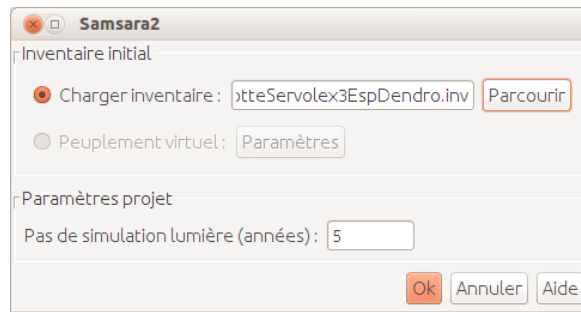 Samsara2
Inventaire initial
Charger inventaire : otteServolex3EspDendro.inv Parcourir
Peuplement virtuel : Paramètres
Paramètres projet
Pas de simulation lumière (années) : 5
Ok Annuler Aide